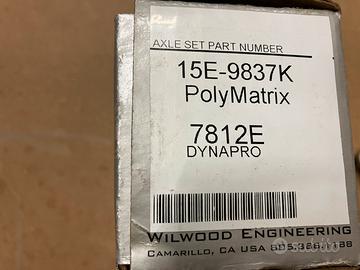 AXLE SET PART NUMBER
15E-9837K
PolyMatrix
7812E
DYNAPRO
WILWOOD ENGINEERING
CAMARILLO, CA USA